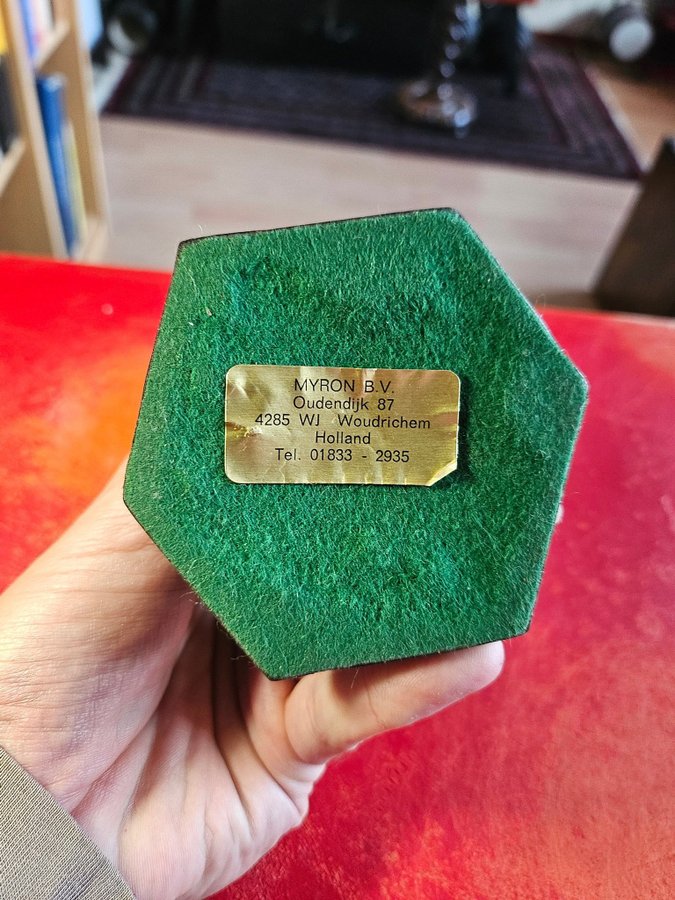 MYRON B.V.
Oudendijk 87
4285 WJ Woudrichem
Holland
Tel. 01833 - 2935